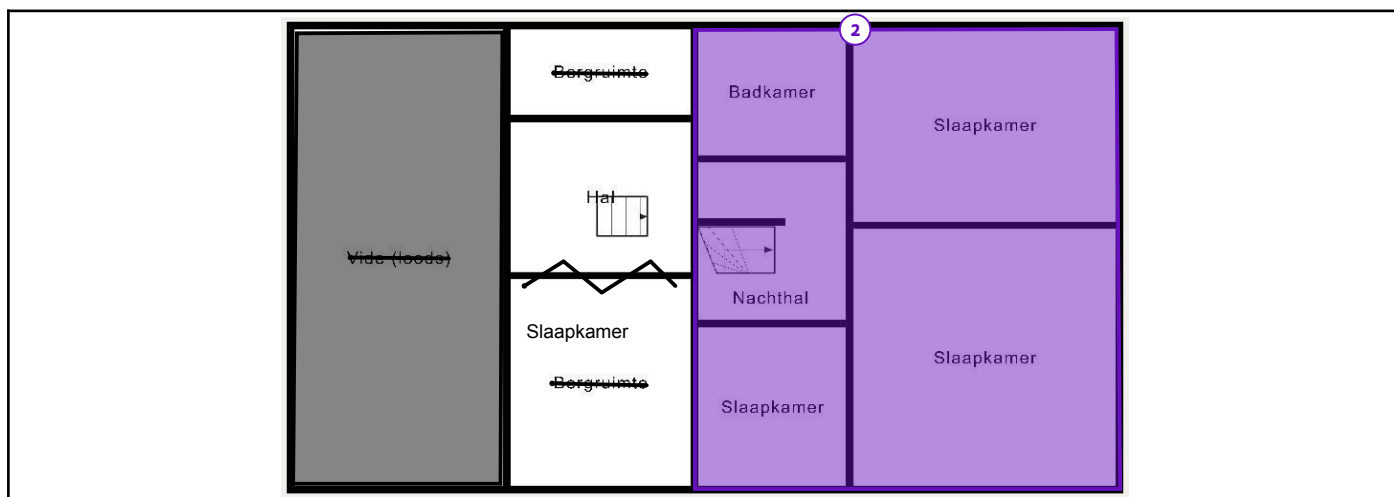 2
Bergruimte
Badkamer
Slaapkamer
Hal
Vide (loods)
Nachthal
Slaapkamer
Bergruimte
Slaapkamer
Slaapkamer